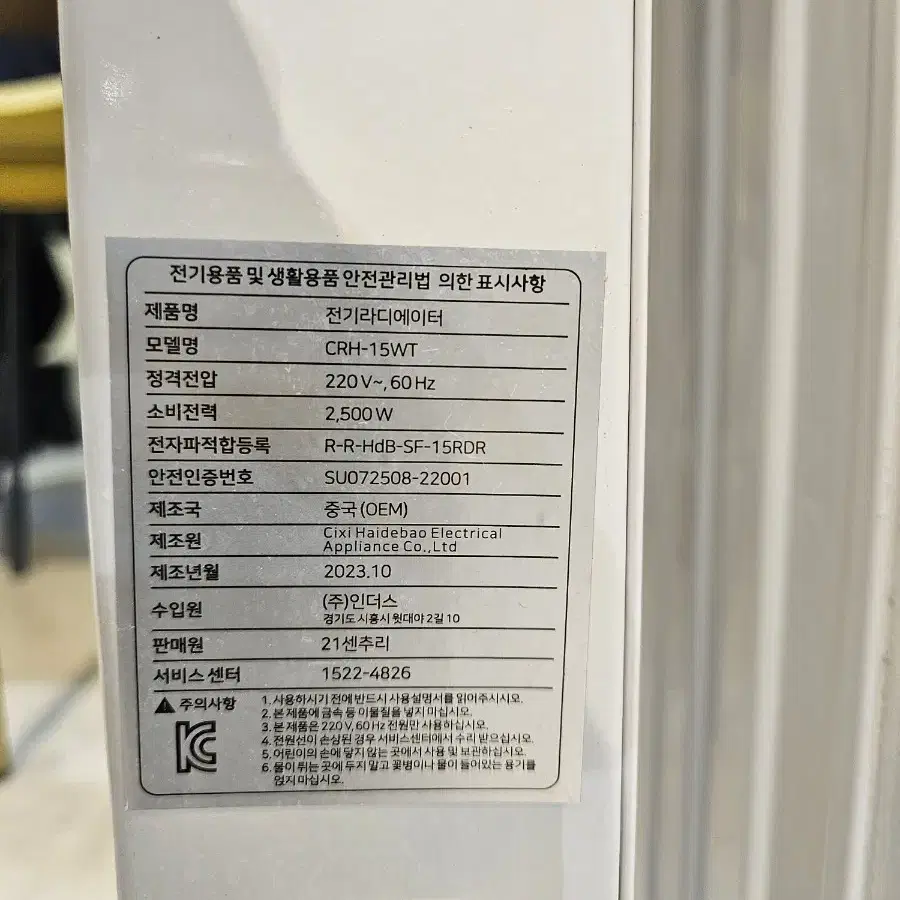 전기용품 및 생활용품 안전관리법 의한 표시사항
제품명 전기라디에이터
모델명 CRH-15WT
정격전압 220V~, 60Hz
소비전력 2,500W
전자파적합등록 R-R-HdB-SF-15RDR
안전인증번호 SU072508-22001
제조국 중국(OEM)
제조원 Cixi Haidebao Electrical
Appliance Co.,Ltd
제조년월 2023.10
수입원 (주)인더스
경기도 시흥시 윗대야2길 10
판매원 21센추리
서비스 센터 1522-4826
주의사항
1. 사용하시기 전에 반드시 사용설명서를 읽어주시시오.
2. 본 제품에 금속 등 이물질을 넣지 마십시오.
3. 본 제품은 220V, 60Hz 전원만 사용하십시오.
4. 전원선이 손상된 경우 서비스센터에서 수리 받으십시오.
5. 어린이의 손에 닿지 않는 곳에서 사용 및 보관하십시오.
6. 물이 튀는 곳에 두지 말고 꽃병이나 물이 들어있는 용기를
얹지 마십시오.